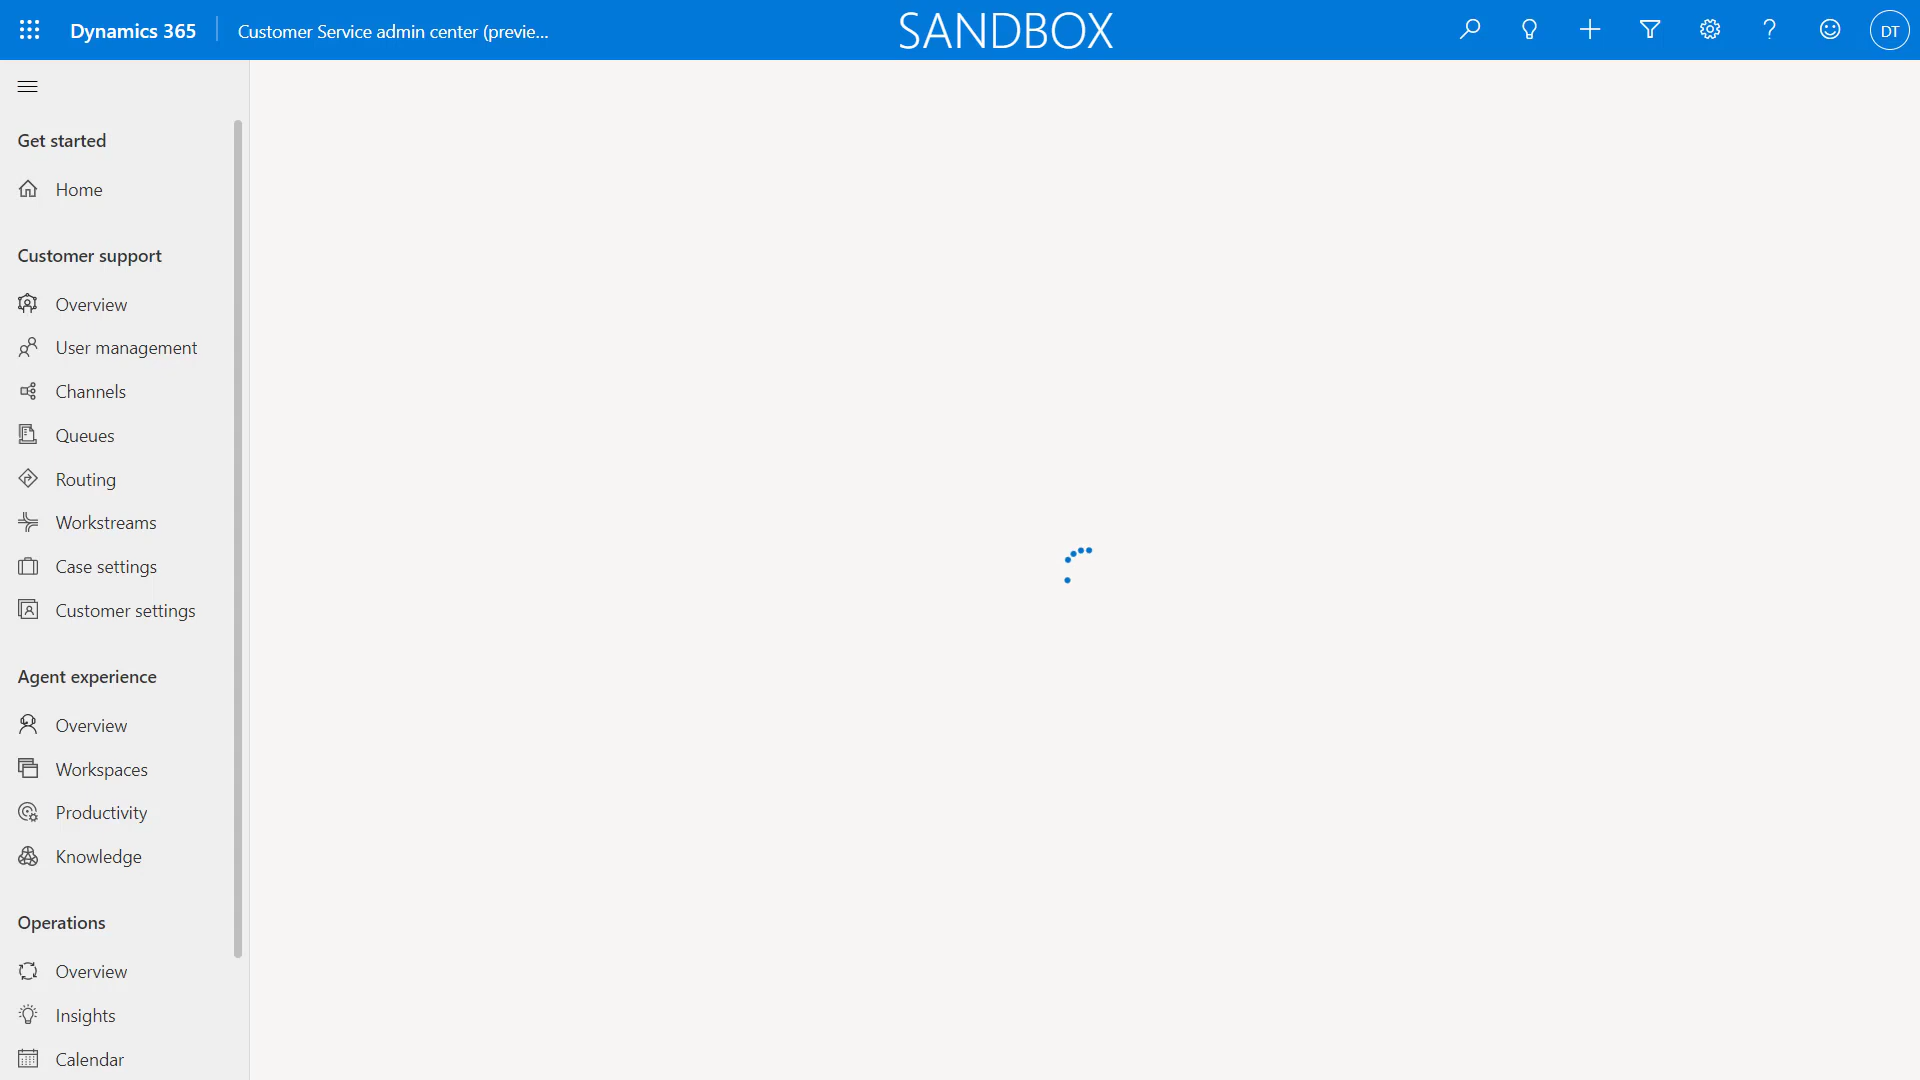 Dynamics 365
Customer Service admin center (previe...
SANDBOX
DT
Get started
Home
Customer support
Overview
User management
Channels
Queues
Routing
Workstreams
Case settings
Customer settings
Agent experience
Overview
Workspaces
Productivity
Knowledge
Operations
Overview
Insights
Calendar